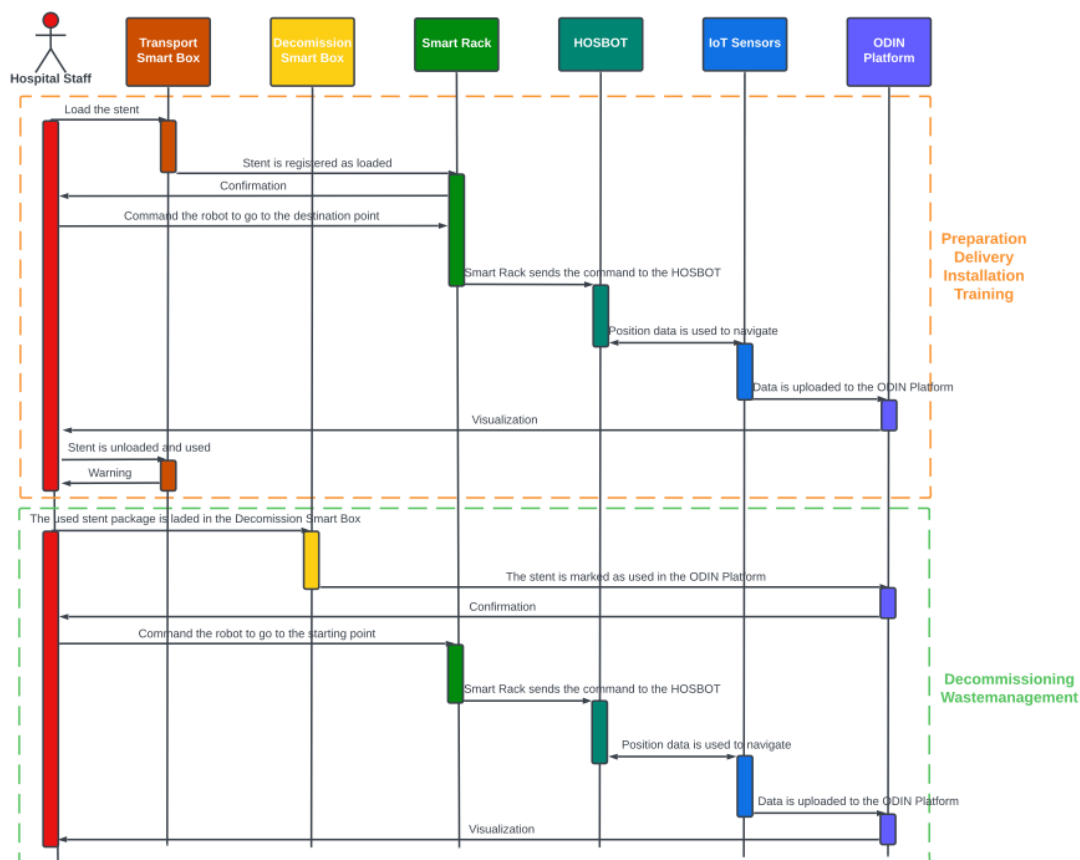 Hospital Staff
Transport
Smart Box
Decomission
Smart Box
Smart Rack
HOSBOT
IoT Sensors
ODIN
Platform
Load the stent
Stent is registered as loaded
Confirmation
Command the robot to go to the destination point
Preparation
Delivery
Installation
Training
Smart Rack sends the command to the HOSBOT
Position data is used to navigate
Data is uploaded to the ODIN Platform
Visualization
Stent is unloaded and used
Warning
The used stent package is laded in the Decomission Smart Box
The stent is marked as used in the ODIN Platform
Confirmation
Command the robot to go to the starting point
Decommissioning
Wastemanagement
Smart Rack sends the command to the HOSBOT
Position data is used to navigate
Data is uploaded to the ODIN Platform
Visualization